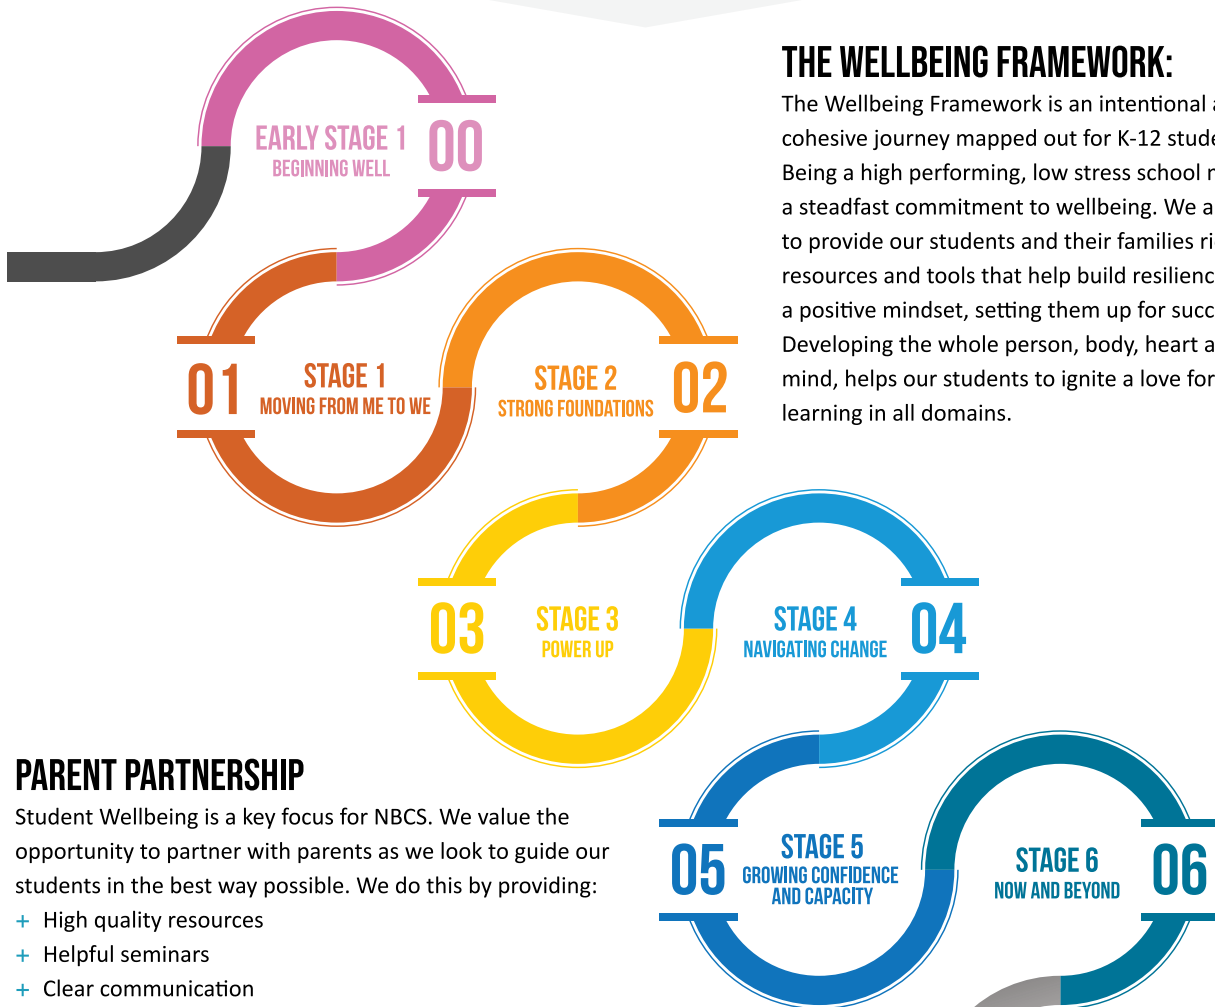 THE WELLBEING FRAMEWORK:
The Wellbeing Framework is an intentional
cohesive journey mapped out for K-12
Being a high performing, low stress school
a steadfast commitment to wellbeing. We
to provide our students and their families
resources and tools that help build
a positive mindset, setting them up for
Developing the whole person, body, heart
mind, helps our students to ignite a love for
learning in all domains.
EARLY STAGE 1
BEGINNING WELL
00
01
STAGE 1
MOVING FROM ME TO WE
STAGE 2
STRONG FOUNDATIONS
02
03
STAGE 3
POWER UP
STAGE 4
NAVIGATING CHANGE
04
05
STAGE 5
GROWING CONFIDENCE
AND CAPACITY
STAGE 6
NOW AND BEYOND
06
PARENT PARTNERSHIP
Student Wellbeing is a key focus for NBCS. We value the
opportunity to partner with parents as we look to guide our
students in the best way possible. We do this by providing:
+ High quality resources
+ Helpful seminars
+ Clear communication